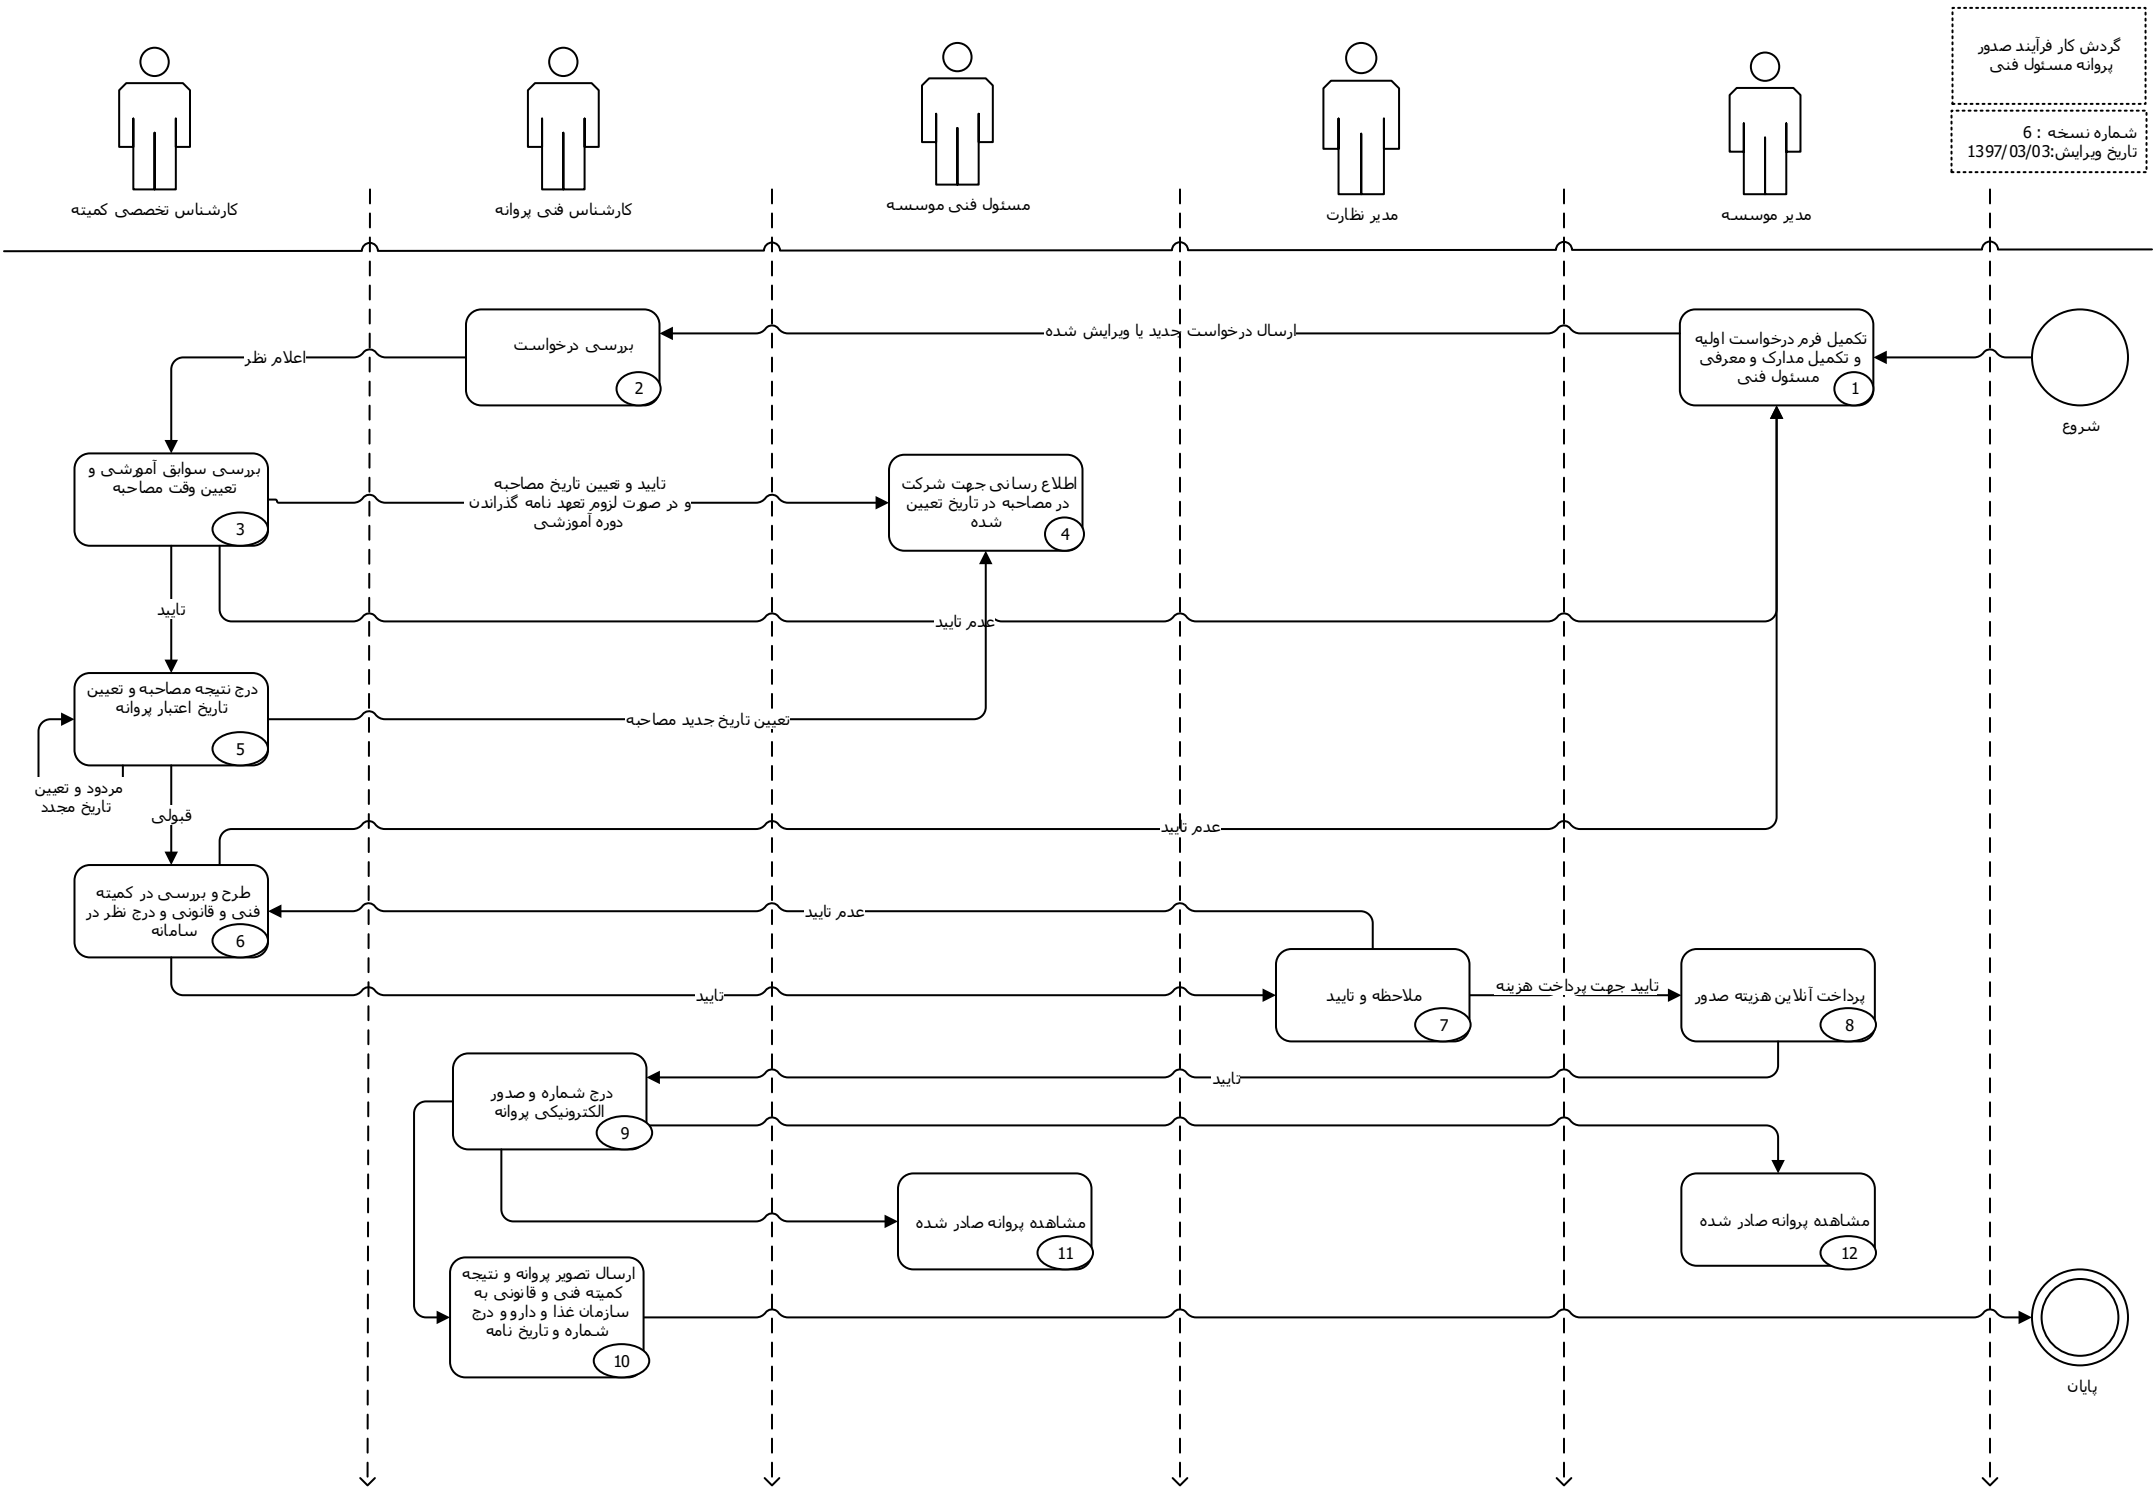 گردش کار فرآیند صدور
پروانه مسئول فنی
شماره نسخه : 6
تاریخ ویرایش:1397/03/03
مدیر موسسه
مدیر نظارت
مسئول فنی موسسه
کارشناس فنی پروانه
کارشناس تخصصی کمیته
شروع
تکمیل فرم درخواست اولیه
و تکمیل مدارک و معرفی
مسئول فنی
1
ارسال درخواست جدید یا ویرایش شده
بررسی درخواست
2
اعلام نظر
بررسی سوابق آموزشی و
تعیین وقت مصاحبه
3
تایید و تعیین تاریخ مصاحبه
و در صورت لزوم تعهد نامه گذراندن
دوره آموزشی
اطلاع رسانی جهت شرکت
در مصاحبه در تاریخ تعیین
شده
4
تایید
عدم تایید
درج نتیجه مصاحبه و تعیین
تاریخ اعتبار پروانه
5
تعیین تاریخ جدید مصاحبه
مردود و تعیین
تاریخ مجدد
قبولی
عدم تایید
طرح و بررسی در کمیته
فنی و قانونی و درج نظر در
سامانه
6
عدم تایید
تایید
ملاحظه و تایید
7
تایید جهت پرداخت هزینه
پرداخت آنلاین هزیته صدور
8
تایید
درج شماره و صدور
الکترونیکی پروانه
9
مشاهده پروانه صادر شده
12
مشاهده پروانه صادر شده
11
ارسال تصویر پروانه و نتیجه
کمیته فنی و قانونی به
سازمان غذا و دارو و درج
شماره و تاریخ نامه
10
پایان